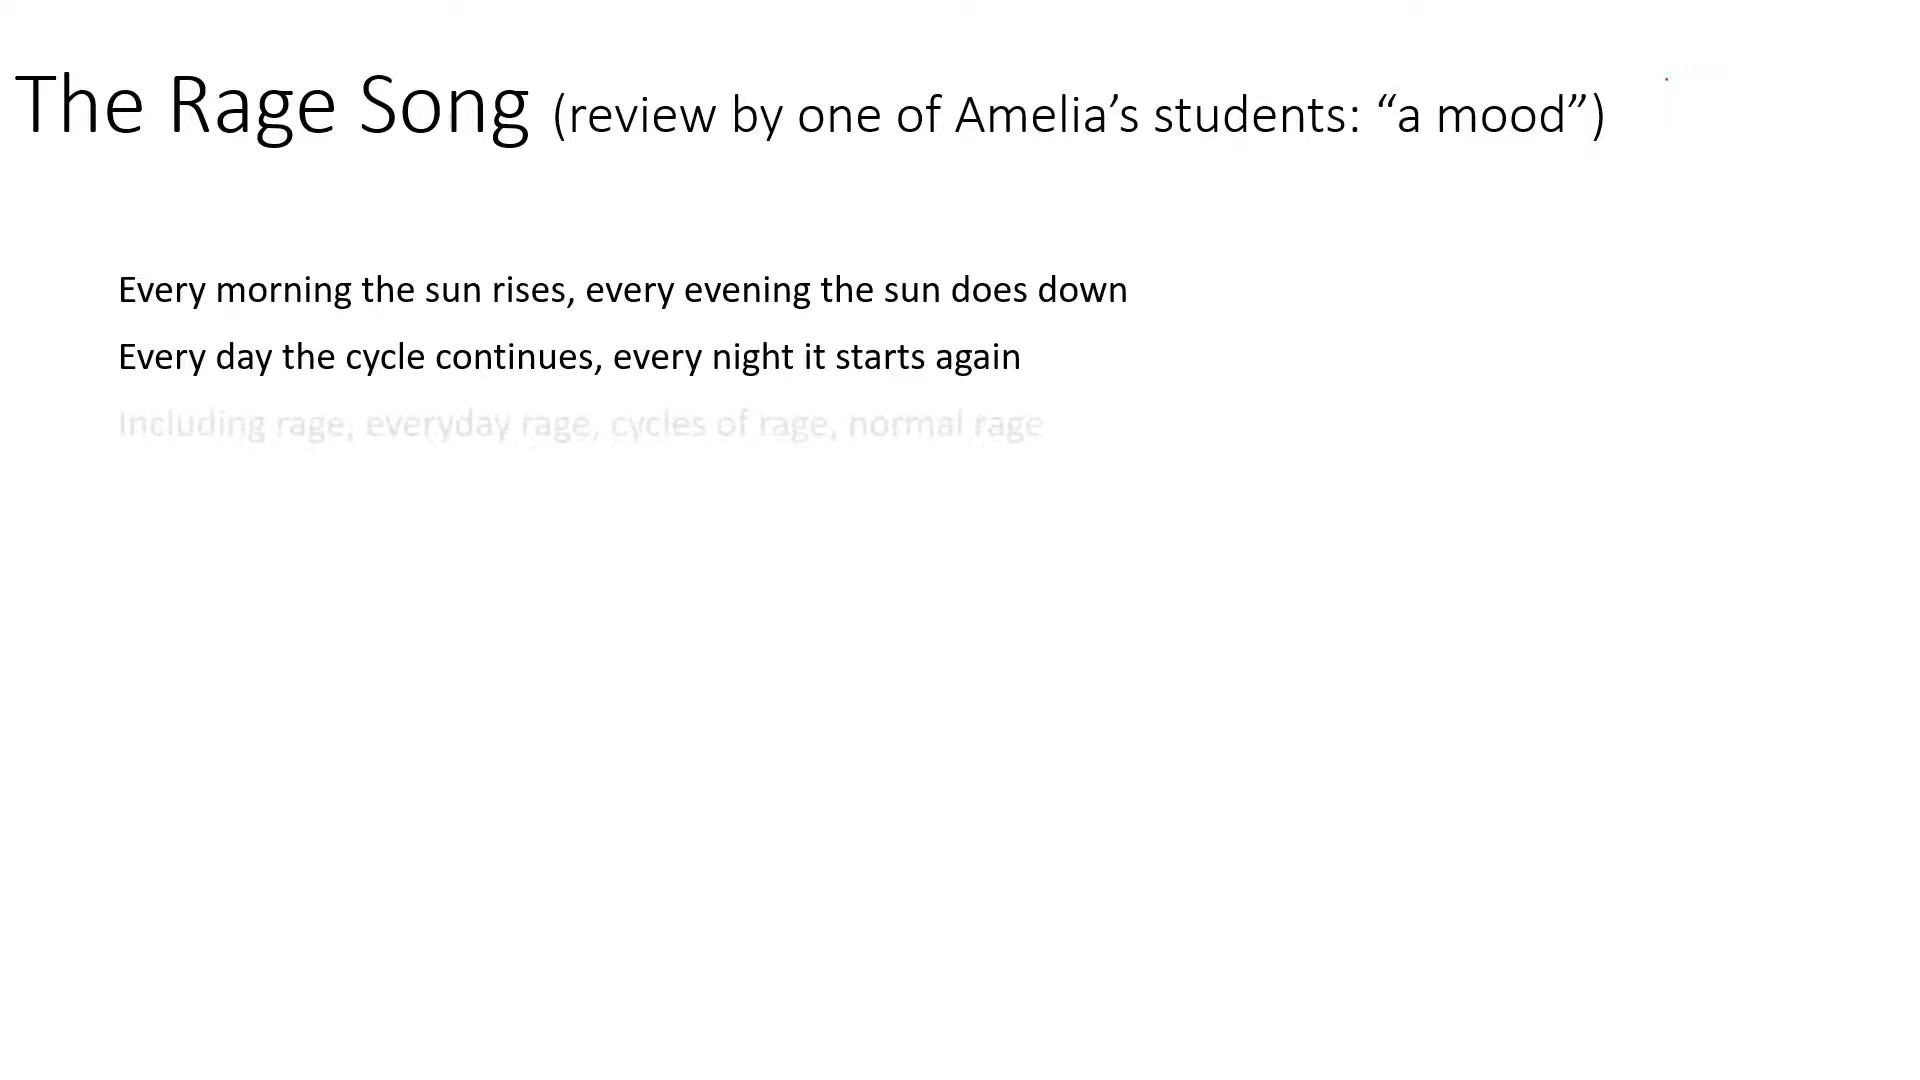 The Rage Song (review by one of Amelia’s students: “a mood”)
Every morning the sun rises, every evening the sun does down
Every day the cycle continues, every night it starts again
Including rage, everyday rage, cycles of rage, normal rage